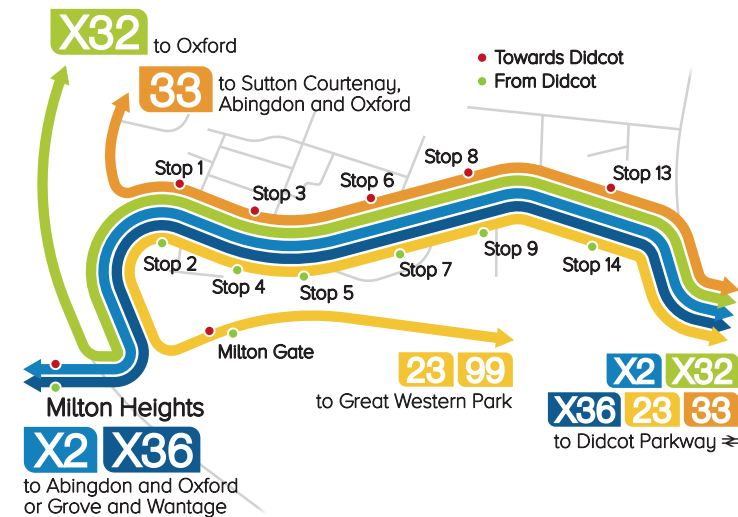 X32 to Oxford
33 to Sutton Courtenay,
Abingdon and Oxford
Towards Didcot
From Didcot
Stop 1
Stop 3
Stop 6
Stop 8
Stop 13
Stop 2
Stop 4
Stop 5
Stop 7
Stop 9
Stop 14
Milton Gate
23 99
to Great Western Park
X2 X32
X36 23 33
to Didcot Parkway
Milton Heights
X2 X36
to Abingdon and Oxford
or Grove and Wantage